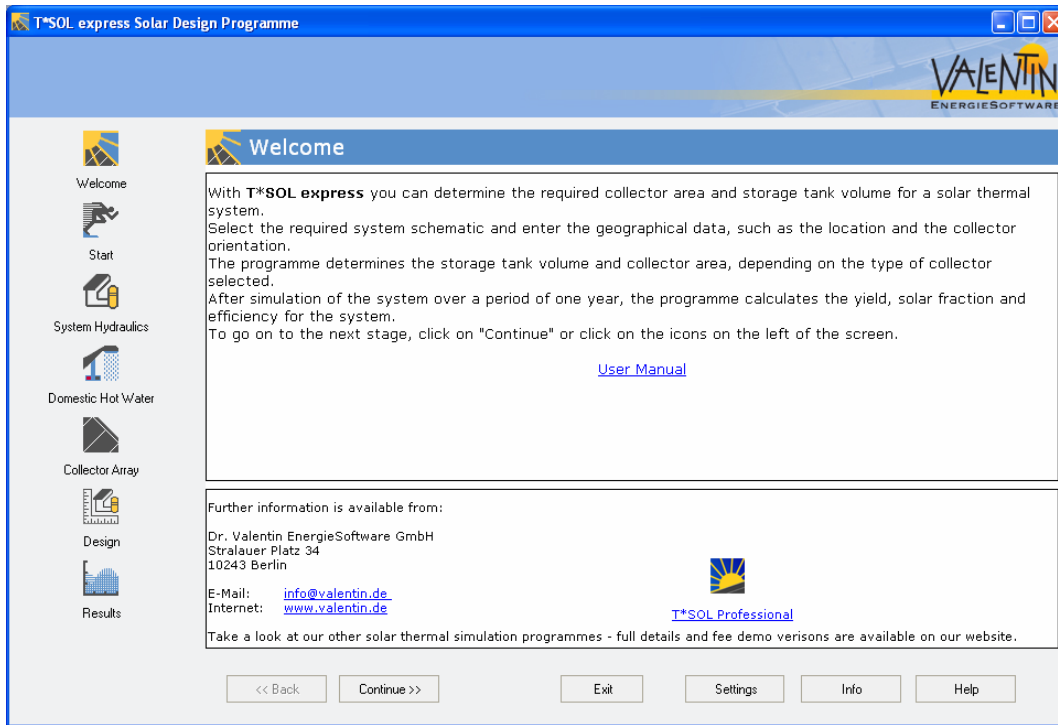 T*SOL express Solar Design Programme
VALENTIN
ENERGIESOFTWARE
Welcome
Start
System Hydraulics
Domestic Hot Water
Collector Array
Design
Results
Welcome
With T*SOL express you can determine the required collector area and storage tank volume for a solar thermal
system.
Select the required system schematic and enter the geographical data, such as the location and the collector
orientation.
The programme determines the storage tank volume and collector area, depending on the type of collector
selected.
After simulation of the system over a period of one year, the programme calculates the yield, solar fraction and
efficiency for the system.
To go on to the next stage, click on "Continue" or click on the icons on the left of the screen.
User Manual
Further information is available from:
Dr. Valentin EnergieSoftware GmbH
Stralauer Platz 34
10243 Berlin
E-Mail: info@valentin.de
Internet: www.valentin.de
T*SOL Professional
Take a look at our other solar thermal simulation programmes - full details and fee demo verisons are available on our website.
<< Back Continue >> Exit Settings Info Help